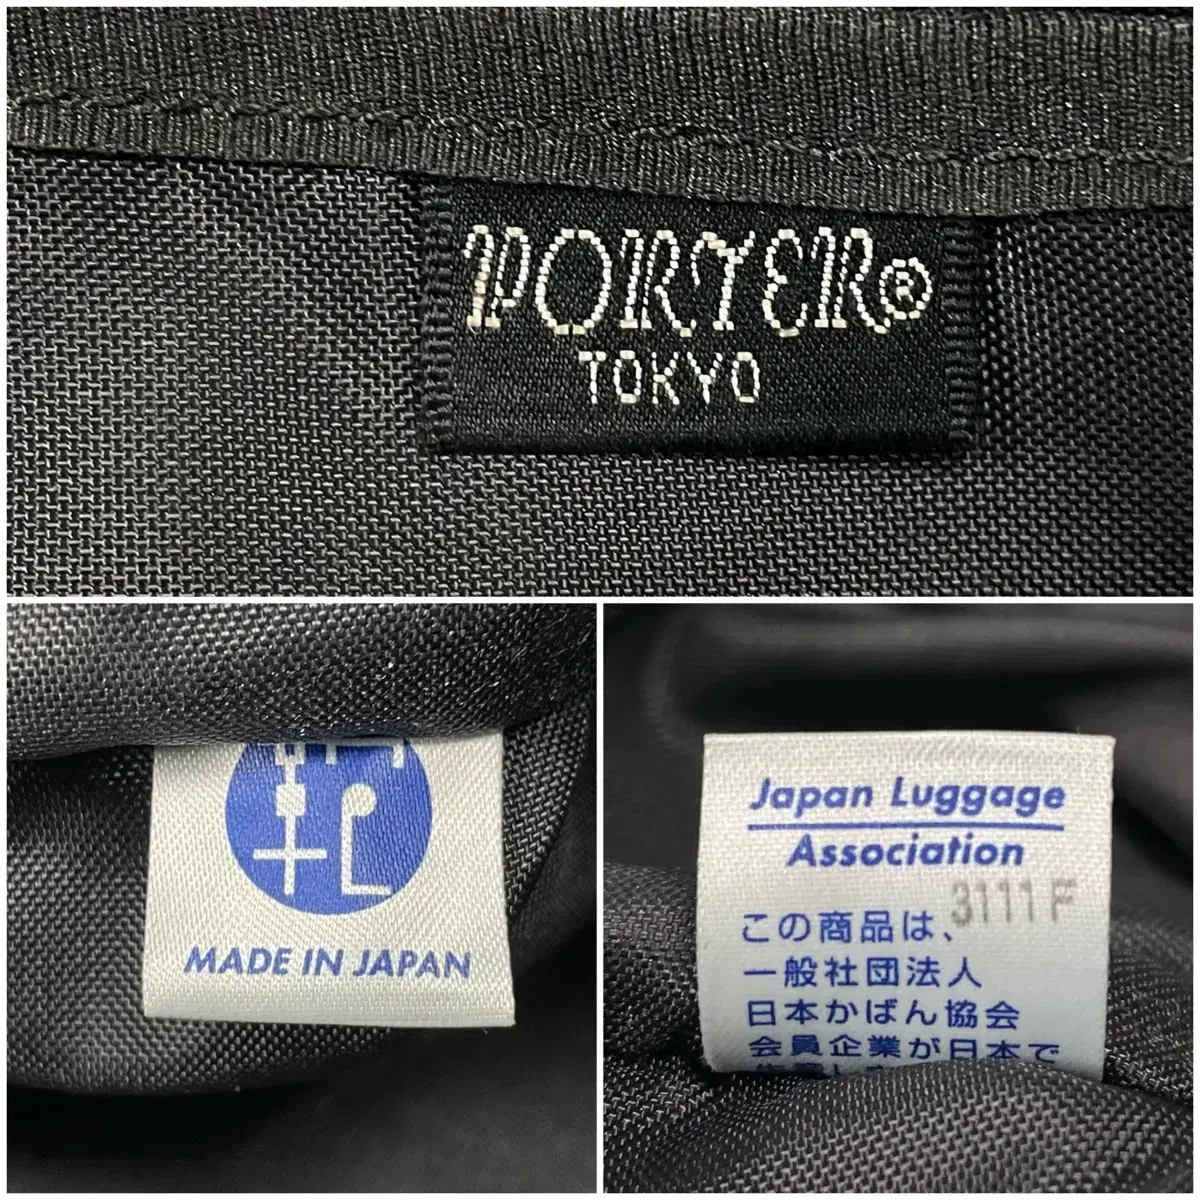 PORTER®
TOKYO
MADE IN JAPAN
Japan Luggage
Association
3111F
この商品は、
一般社団法人
日本かばん協会
会員企業が日本で